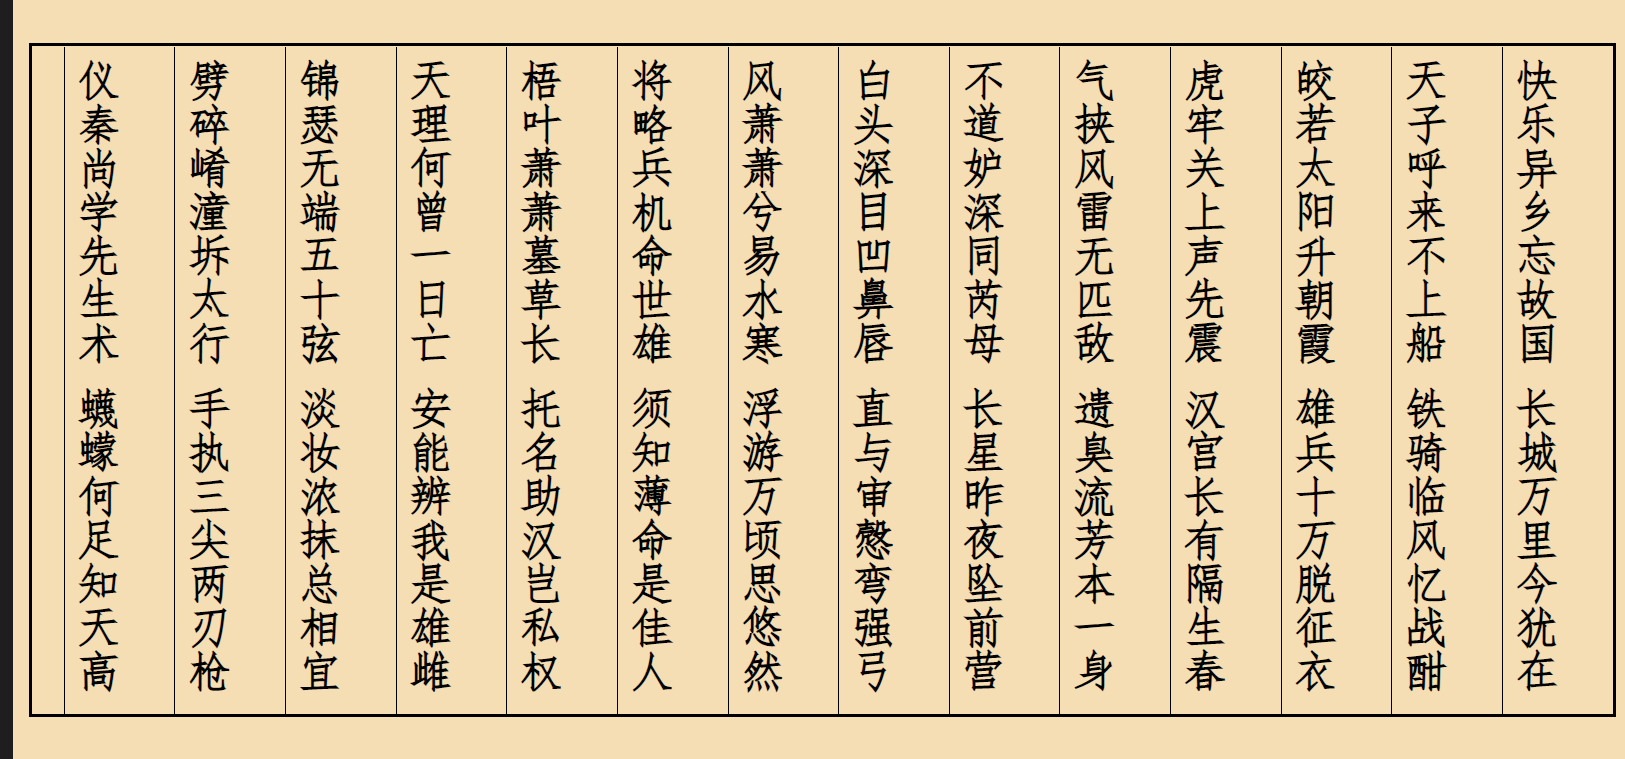 快乐异乡忘故国 长城万里今犹在
天子呼来不上船 铁骑临风忆战酣
皎若太阳升朝霞 雄兵十万脱征衣
虎牢关上声先震 汉宫长有隔生春
气挟风雷无匹敌 遗臭流芳本一身
不道妒深同芮母 长星昨夜坠前营
白头深目凹鼻唇 直与审慤弯强弓
风萧萧兮易水寒 浮游万顷思悠然
将略兵机命世雄 须知薄命是佳人
梧叶萧萧墓草长 托名助汉岂私权
天理何曾一日亡 安能辨我是雄雌
锦瑟无端五十弦 淡妆浓抹总相宜
劈碎崤潼坼太行 手执三尖两刃枪
仪秦尚学先生术 蠛蠓何足知天高